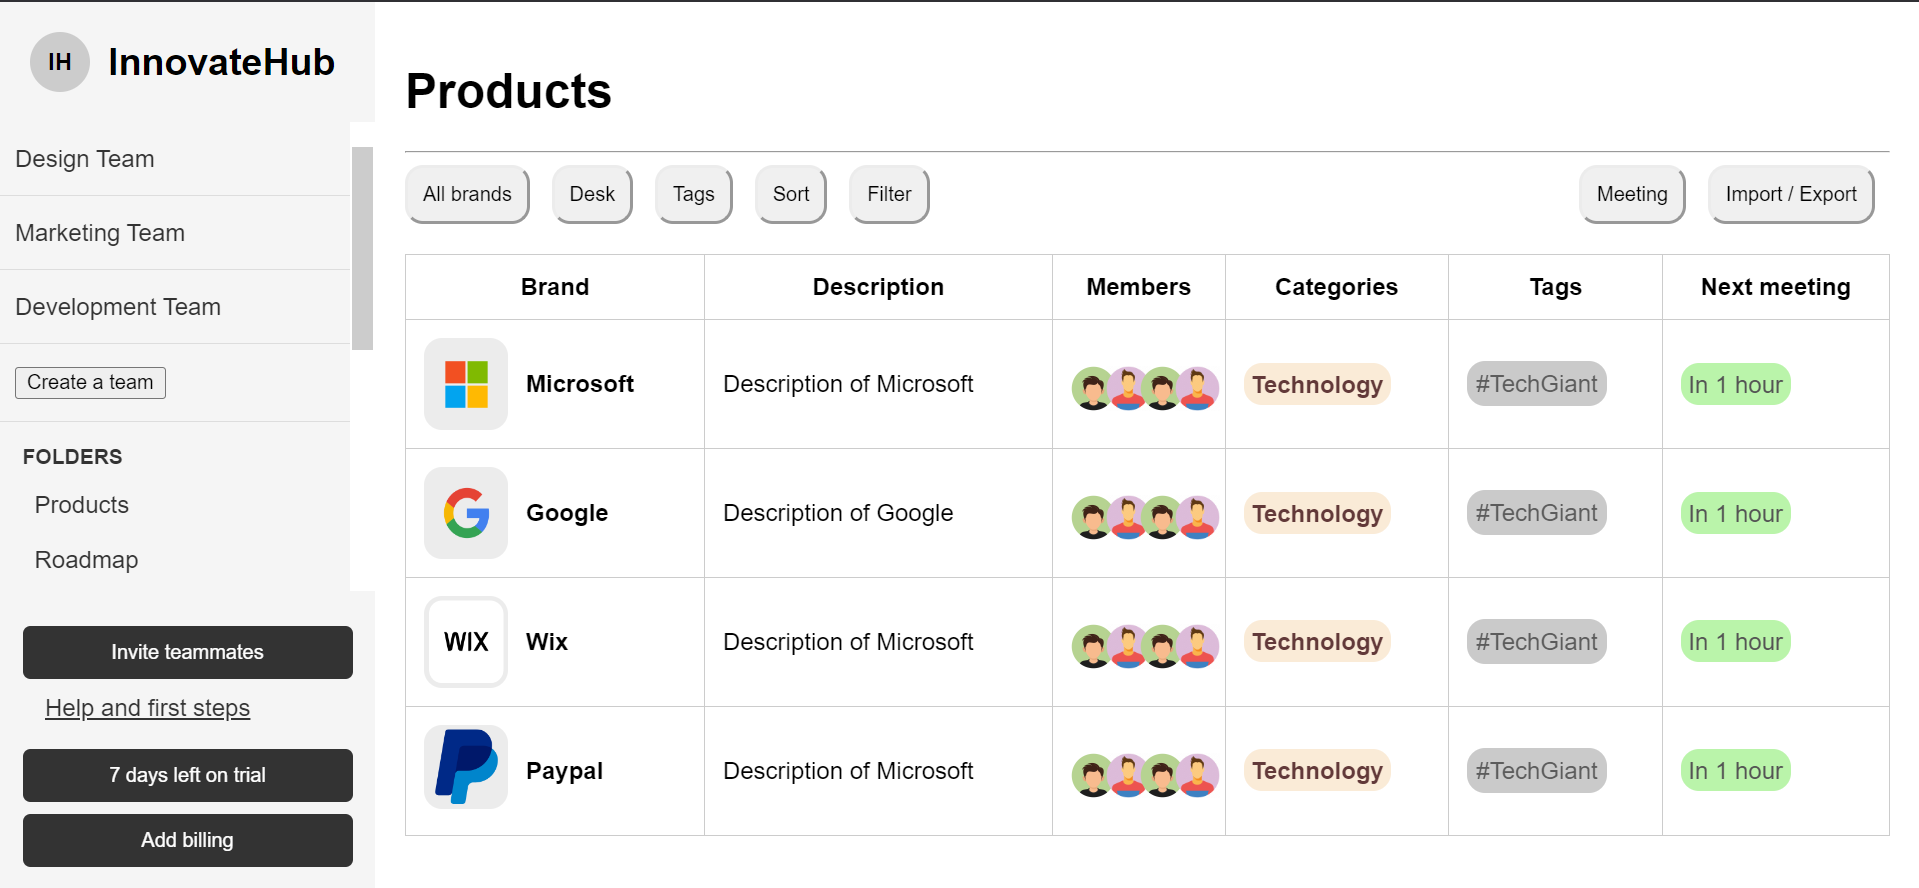 IH InnovateHub
Design Team
Marketing Team
Development Team
Create a team
FOLDERS
Products
Roadmap
Invite teammates
Help and first steps
7 days left on trial
Add billing
Products
All brands Desk Tags Sort Filter Meeting Import / Export
Brand Description Members Categories Tags Next meeting
Microsoft Description of Microsoft Technology #TechGiant In 1 hour
Google Description of Google Technology #TechGiant In 1 hour
WIX Wix Description of Microsoft Technology #TechGiant In 1 hour
Paypal Description of Microsoft Technology #TechGiant In 1 hour